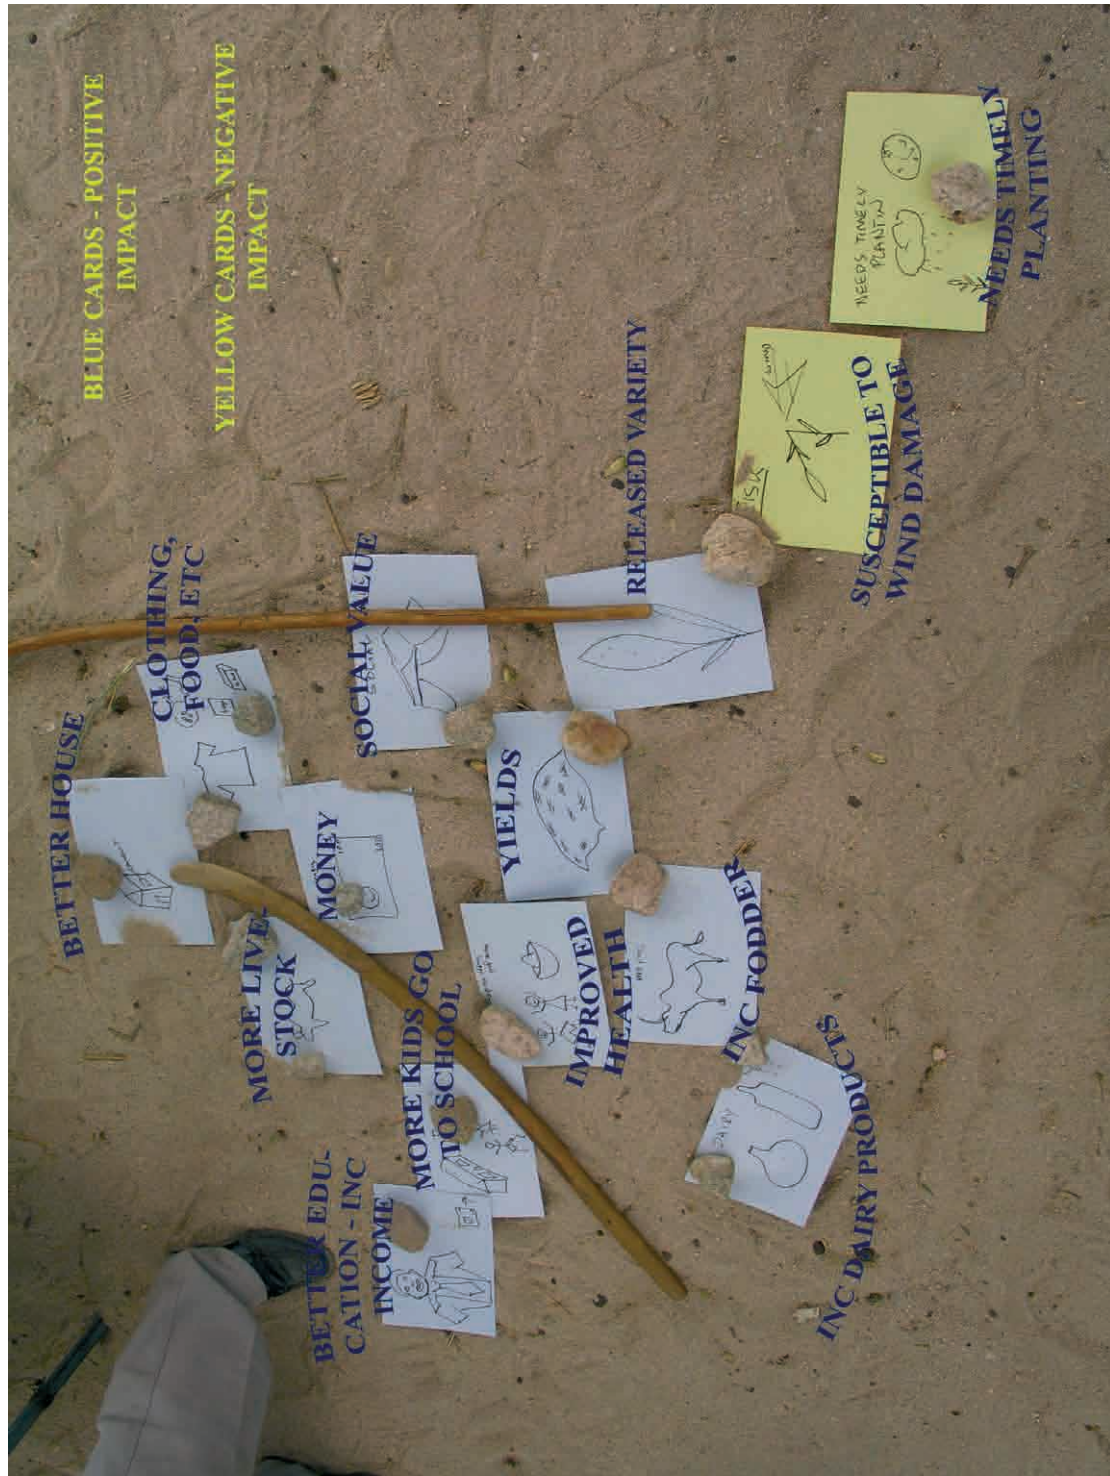 BLUE CARDS - POSITIVE
IMPACT
YELLOW CARDS -NEGATIVE
IMPACT
BETTER HOUSE
CLOTHING,
FOOD, ETC
SOCIAL VALUE
SOCIAL
RELEASED VARIETY
MORE LIVE-
STOCK
MONEY
YIELDS
SUSCEPTIBLE TO
WIND DAMAGE
WIND
NEEDS TIMELY
PLANTIN
NEEDS TIMELY
PLANTING
BETTER EDU-
CATION - INC
INCOME
MORE KIDS GO
TO SCHOOL
IMPROVED
HEALTH
INC FODDER
DAIRY
INC DAIRY PRODUCTS